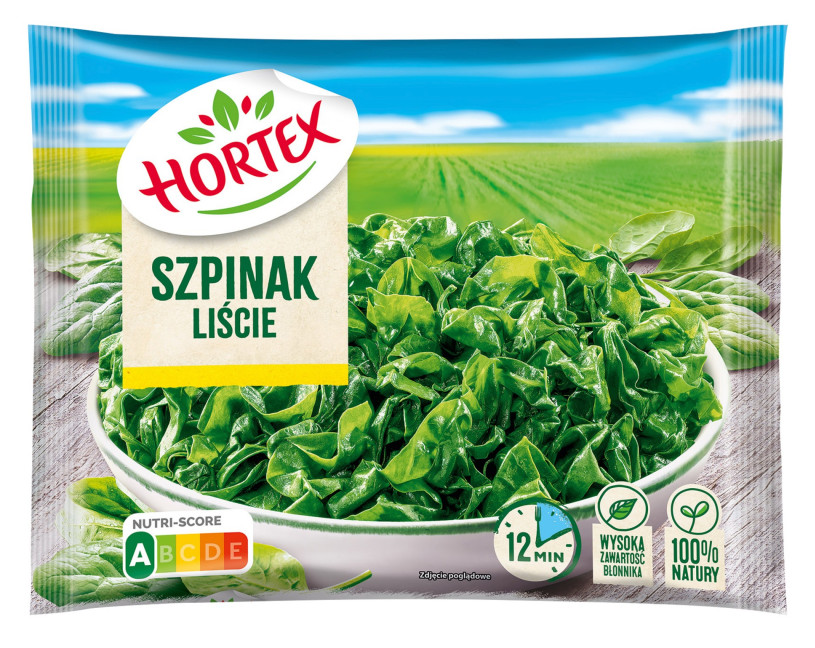 HORTEX
SZPINAK
LIŚCIE
NUTRI-SCORE
A B C D E
12 MIN
WYSOKA
ZAWARTOŚĆ
BŁONNIKA
100%
NATURY
Zdjęcie poglądowe